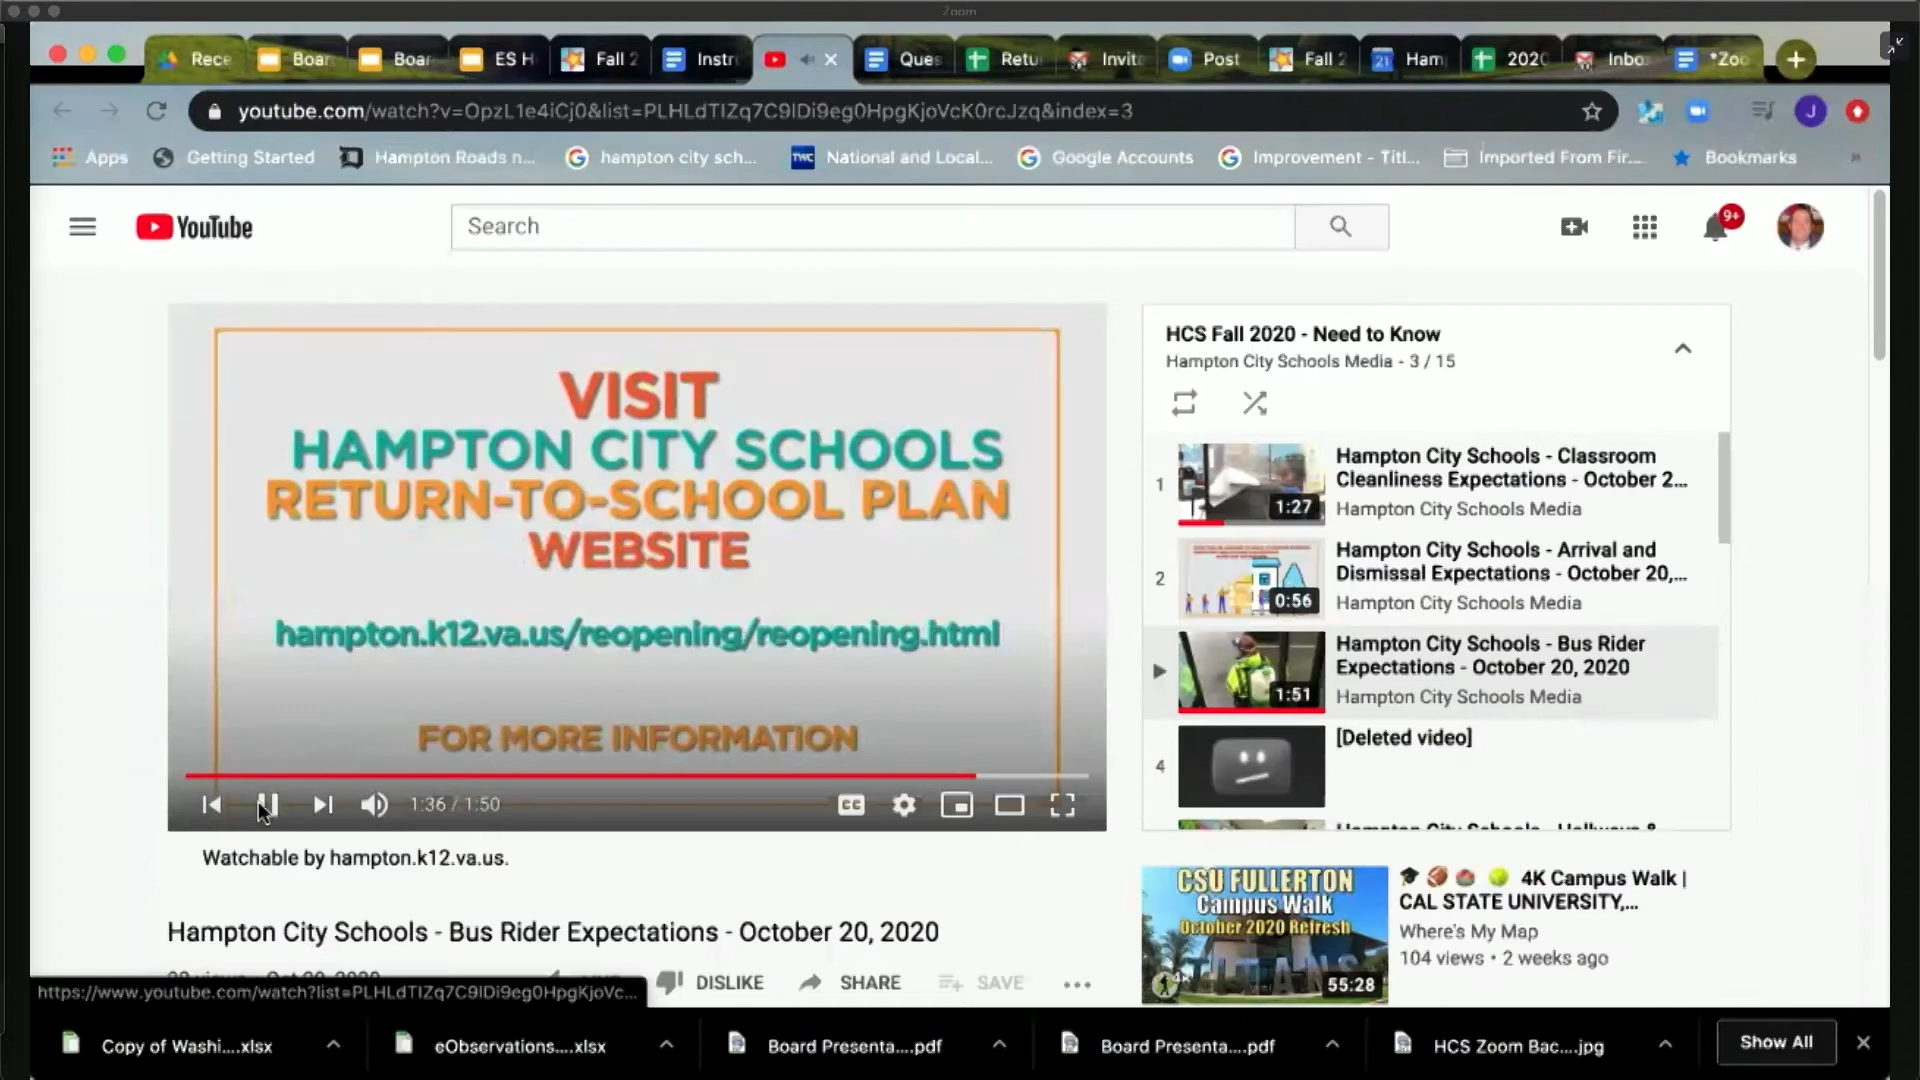 Zoom
Rece
Boar
Boar
ES H
Fall 2
Instr
Ques
Retu
Invite
Post
Fall 2
Ham
2020
Inbo
*Zoo
youtube.com/watch?v=OpzL1e4iCj0&list=PLHLdTIZq7C9lDi9eg0HpgKjoVcK0rcJzq&index=3
J
Apps
Getting Started
Hampton Roads n...
hampton city sch...
TWC
National and Local...
Google Accounts
Improvement - Titl...
Imported From Fir...
Bookmarks
»
YouTube
Search
9+
VISIT
HAMPTON CITY SCHOOLS
RETURN-TO-SCHOOL PLAN
WEBSITE
hampton.k12.va.us/reopening/reopening.html
FOR MORE INFORMATION
1:36 / 1:50
CC
Watchable by hampton.k12.va.us.
Hampton City Schools - Bus Rider Expectations - October 20, 2020
DISLIKE
SHARE
SAVE
HCS Fall 2020 - Need to Know
Hampton City Schools Media - 3 / 15
1
1:27
Hampton City Schools - Classroom
Cleanliness Expectations - October 2...
Hampton City Schools Media
2
0:56
Hampton City Schools - Arrival and
Dismissal Expectations - October 20,...
Hampton City Schools Media
1:51
Hampton City Schools - Bus Rider
Expectations - October 20, 2020
Hampton City Schools Media
4
[Deleted video]
CSU FULLERTON
Campus Walk
October 2020 Refresh
TITANS
55:28
4K Campus Walk |
CAL STATE UNIVERSITY,...
Where's My Map
104 views • 2 weeks ago
https://www.youtube.com/watch?list=PLHLdTIZq7C9lDi9eg0HpgKjoVc...
Copy of Washi....xlsx
eObservations....xlsx
Board Presenta....pdf
Board Presenta....pdf
HCS Zoom Bac....jpg
Show All